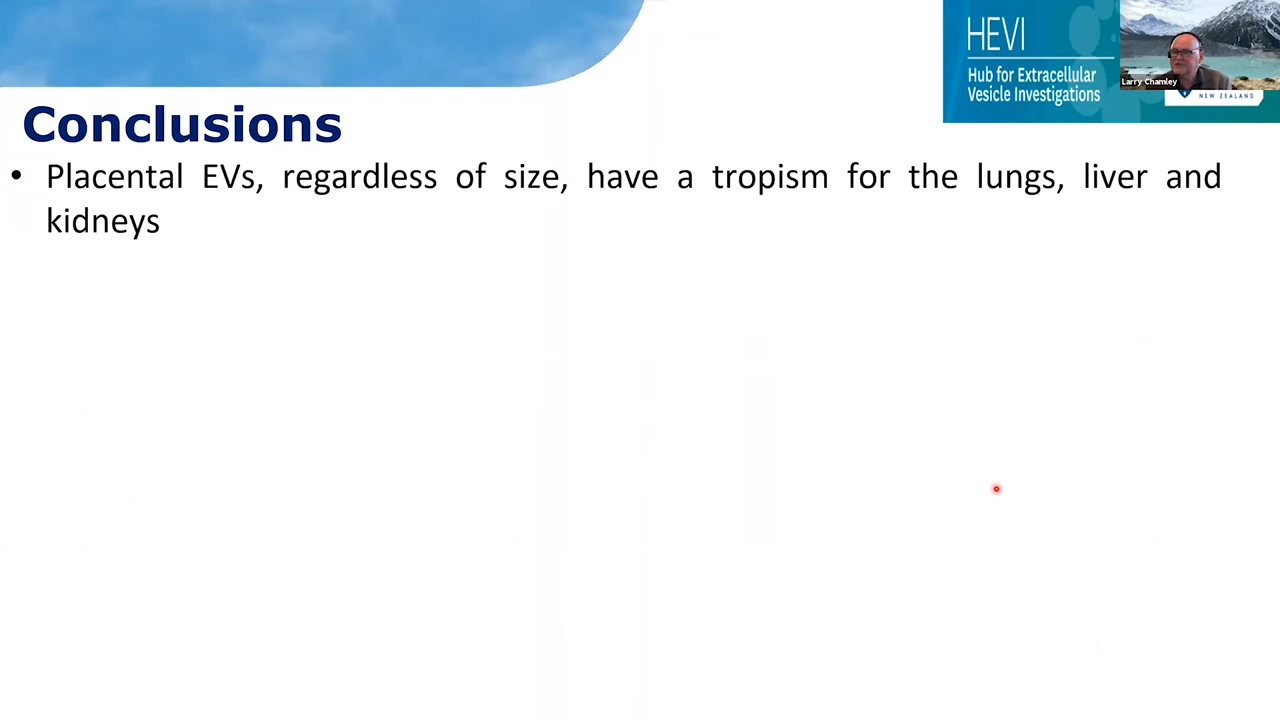 HEVI
Hub for Extracellular
Vesicle Investigations
Larry Chamley
NEW ZEALAND
Conclusions
• Placental EVs, regardless of size, have a tropism for the lungs, liver and
kidneys